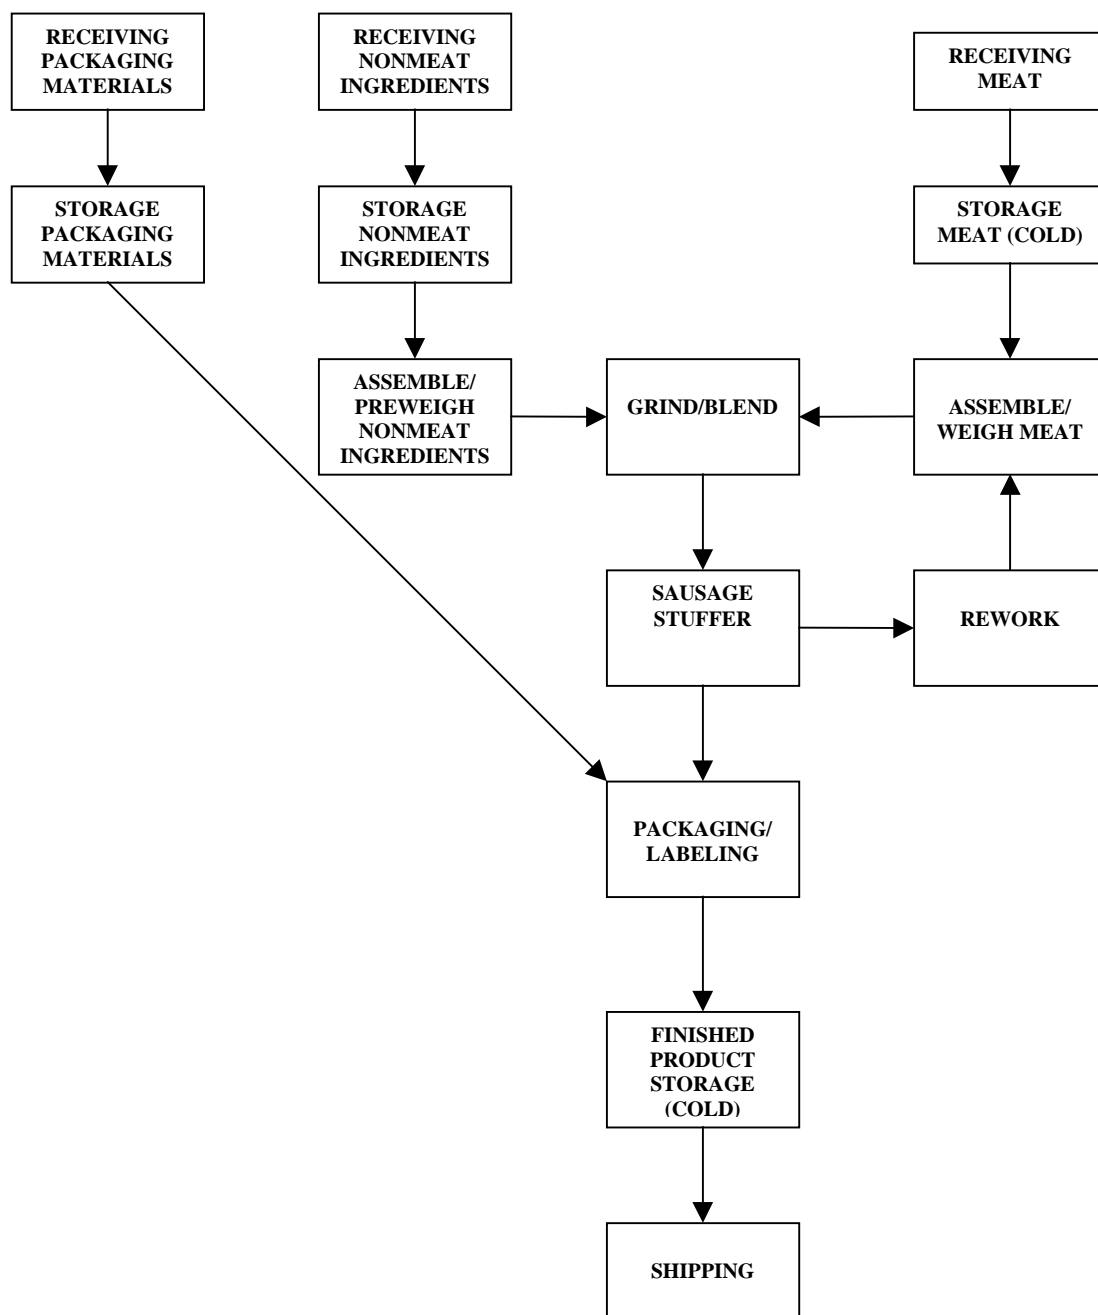 RECEIVING
PACKAGING
MATERIALS
RECEIVING
NONMEAT
INGREDIENTS
RECEIVING
MEAT
STORAGE
PACKAGING
MATERIALS
STORAGE
NONMEAT
INGREDIENTS
STORAGE
MEAT (COLD)
ASSEMBLE/
PREWEIGH
NONMEAT
INGREDIENTS
GRIND/BLEND
ASSEMBLE/
WEIGH MEAT
SAUSAGE
STUFFER
REWORK
PACKAGING/
LABELING
FINISHED
PRODUCT
STORAGE
(COLD)
SHIPPING